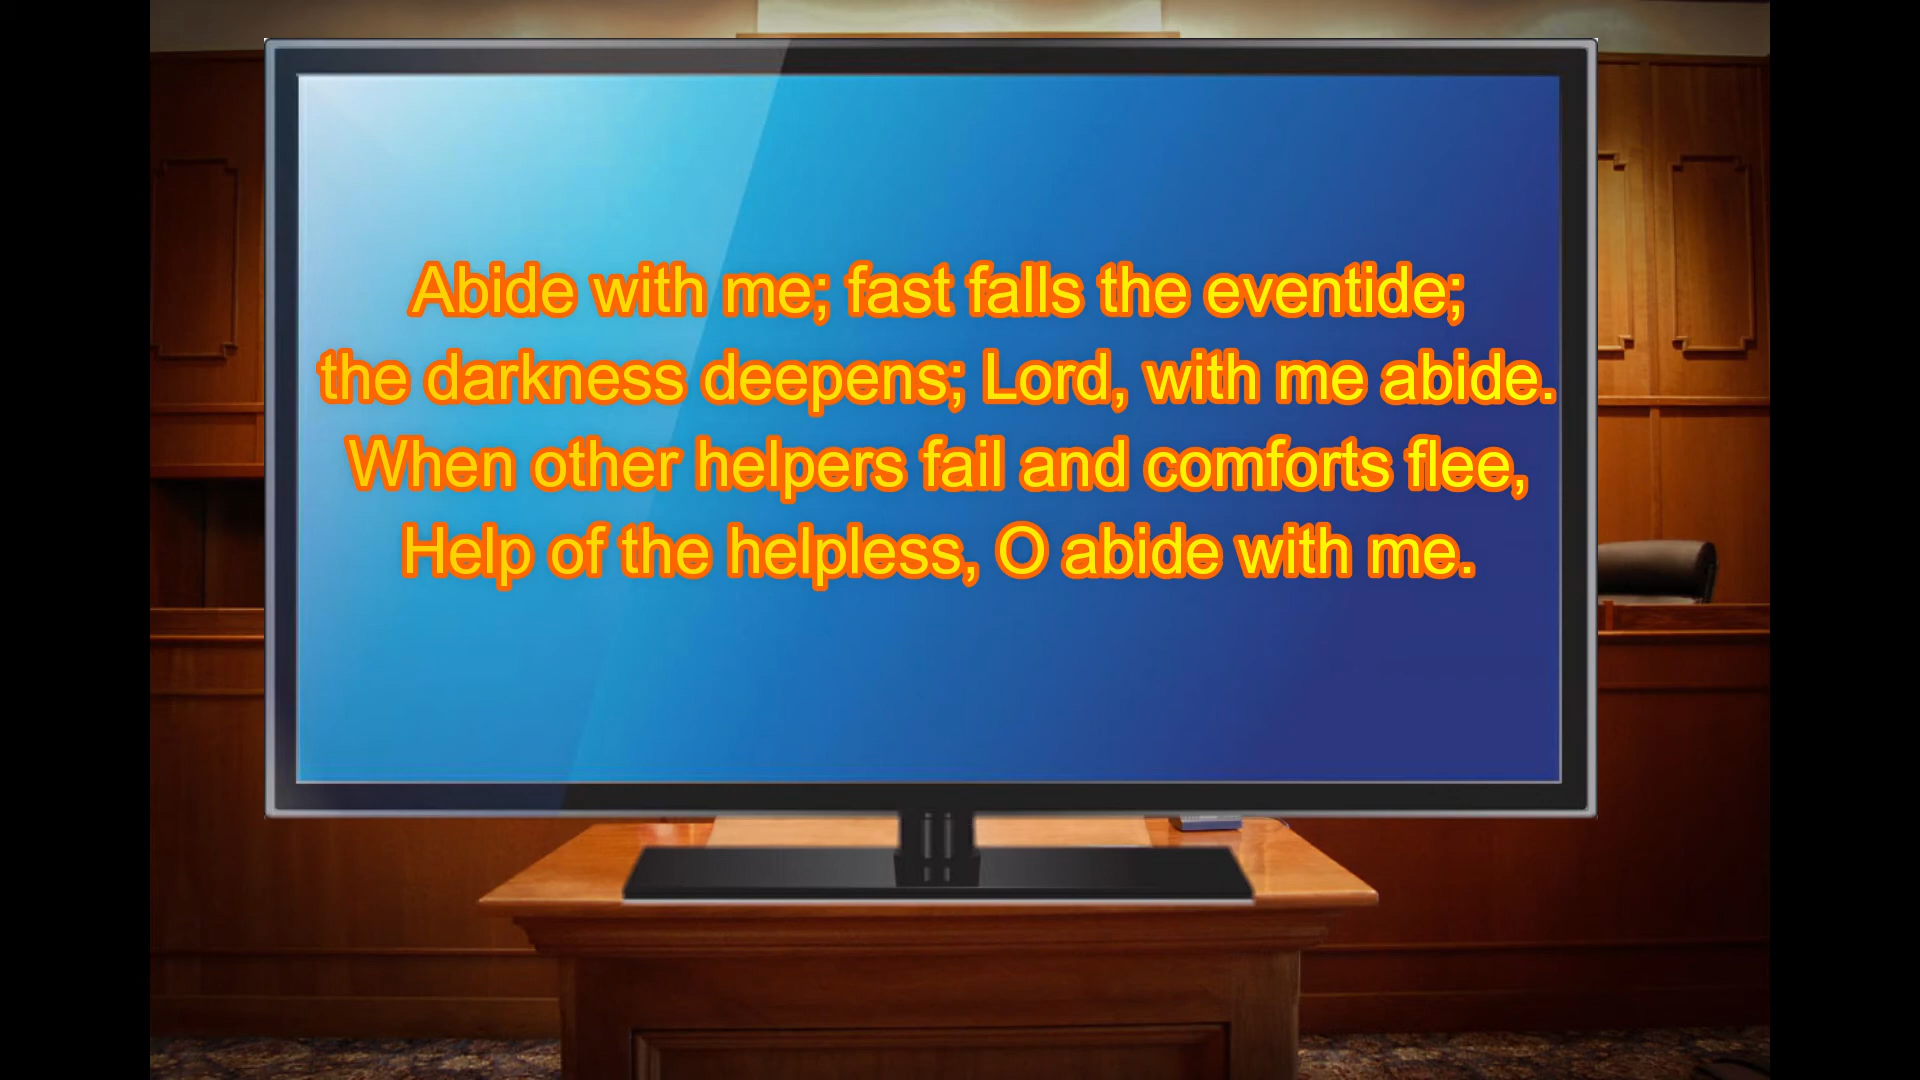 Abide with me; fast falls the eventide;
the darkness deepens; Lord, with me abide.
When other helpers fail and comforts flee,
Help of the helpless, O abide with me.